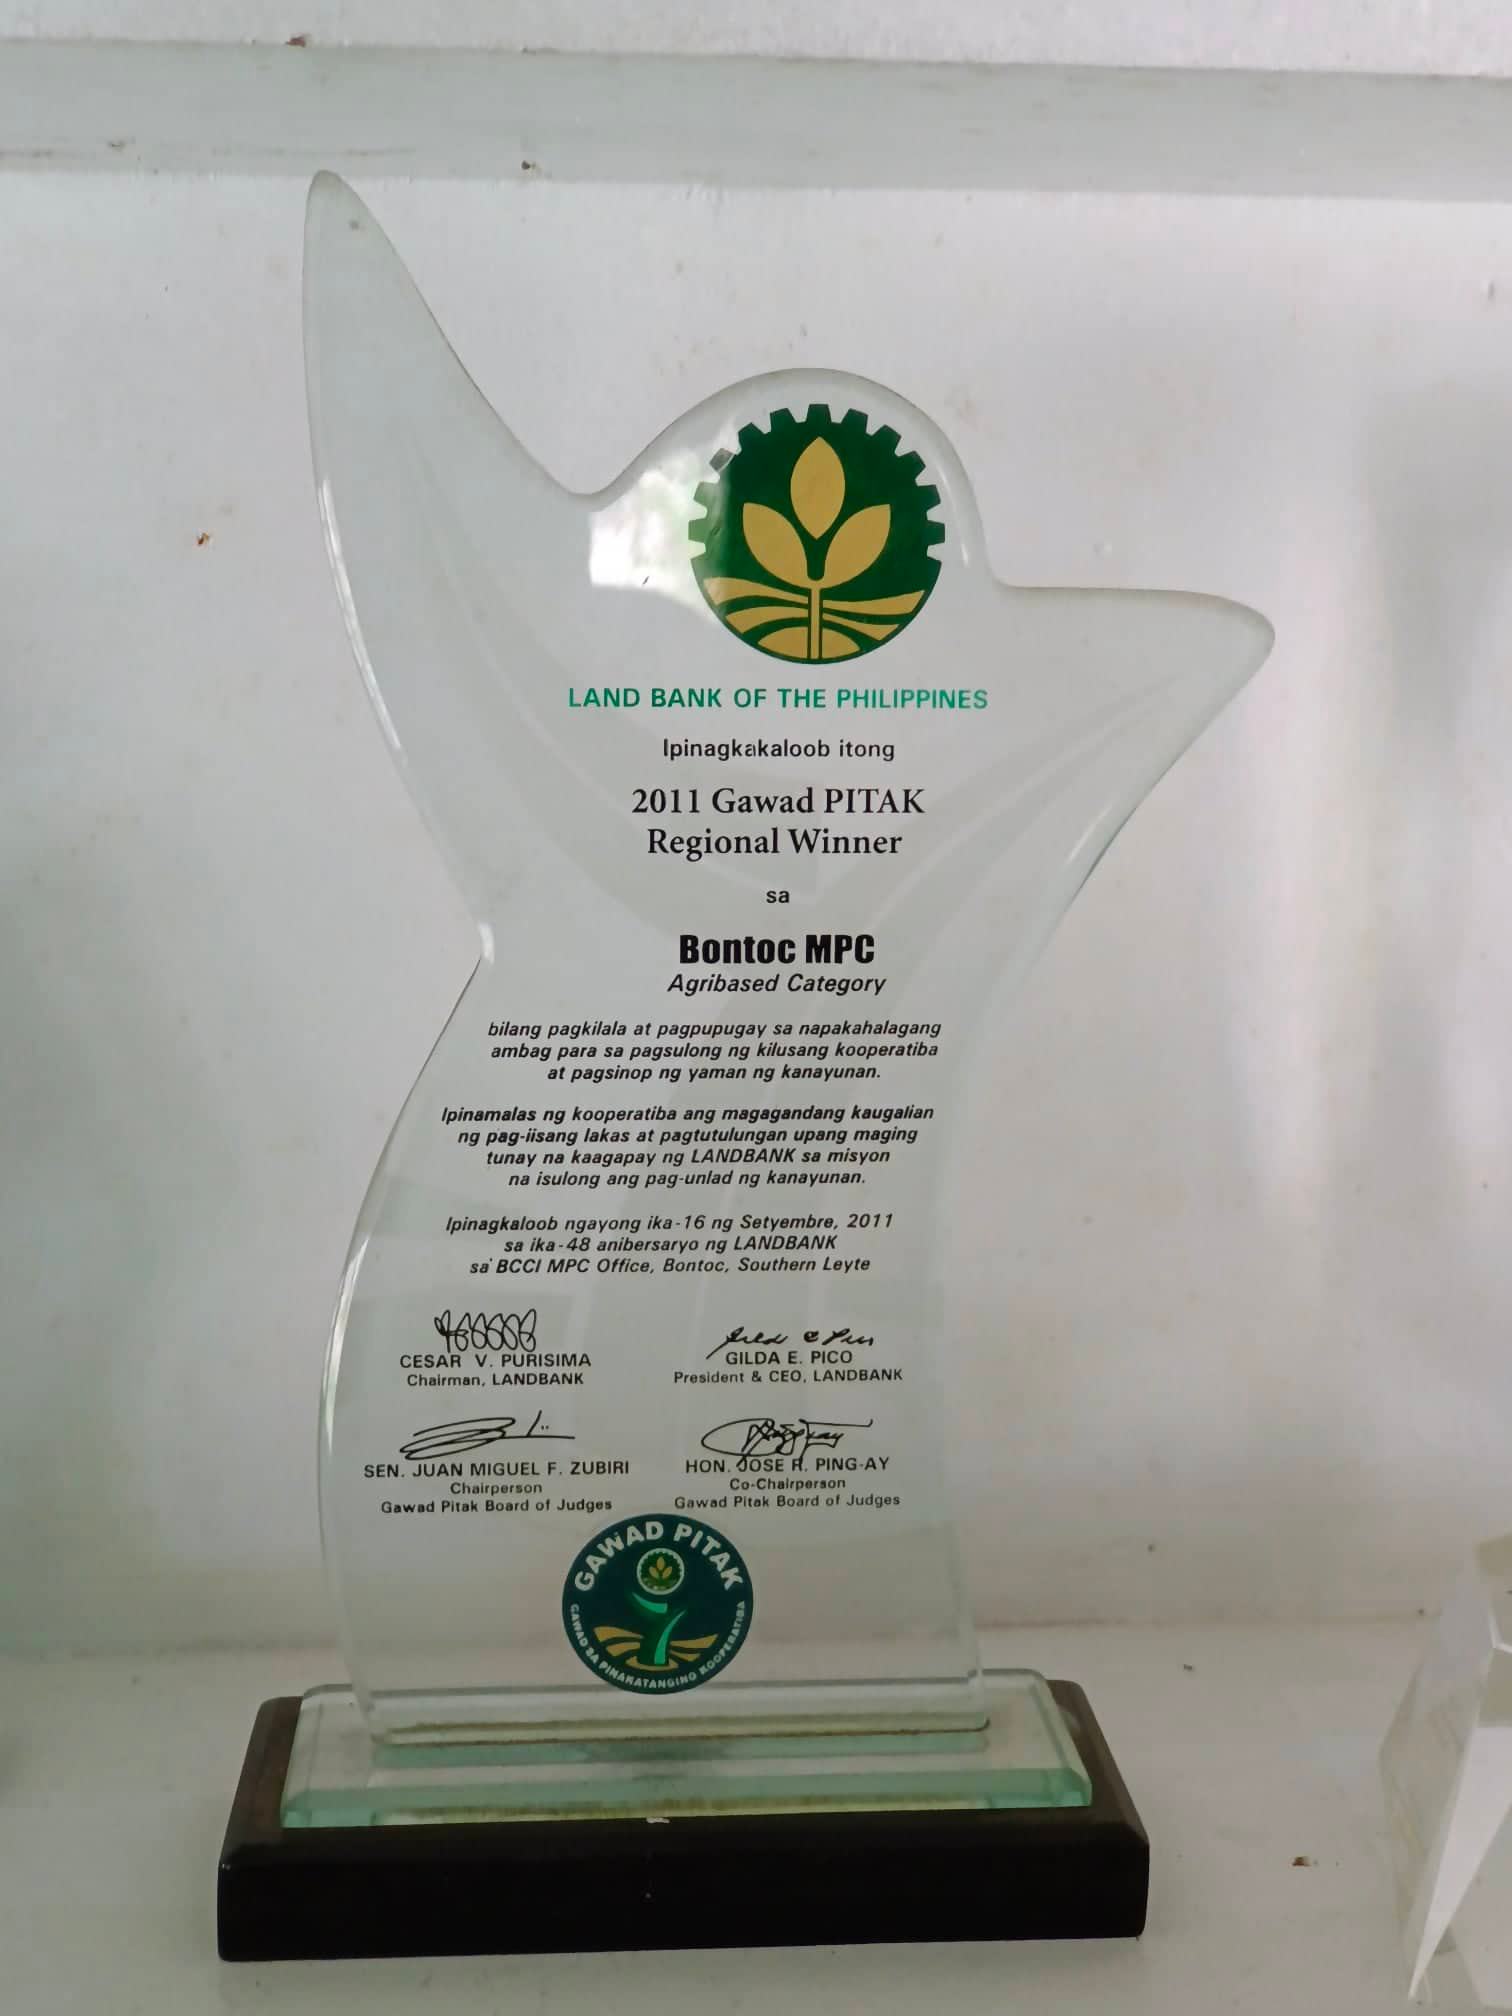 LAND BANK OF THE PHILIPPINES
Ipinagkakaloob itong
2011 Gawad PITAK
Regional Winner
sa
Bontoc MPC
Agribased Category
bilang pagkilala at pagpupugay sa napakahalagang
ambag para sa pagsulong ng kilusang kooperatiba
at pagsinop ng yaman ng kanayunan.
Ipinamalas ng kooperatiba ang magagandang kaugalian
ng pag-iisang lakas at pagtutulungan upang maging
tunay na kaagapay ng LANDBANK sa misyon
na isulong ang pag-unlad ng kanayunan.
Ipinagkaloob ngayong ika-16 ng Setyembre, 2011
sa ika-48 anibersaryo ng LANDBANK
sa BCCI MPC Office, Bontoc, Southern Leyte
CESAR V. PURISIMA
Chairman, LANDBANK
GILDA E. PICO
President & CEO, LANDBANK
SEN. JUAN MIGUEL F. ZUBIRI
Chairperson
Gawad Pitak Board of Judges
HON. JOSE R. PING-AY
Co-Chairperson
Gawad Pitak Board of Judges
GAWAD PITAK
GAWAD SA PINAKATANGING KOOPERATIBA